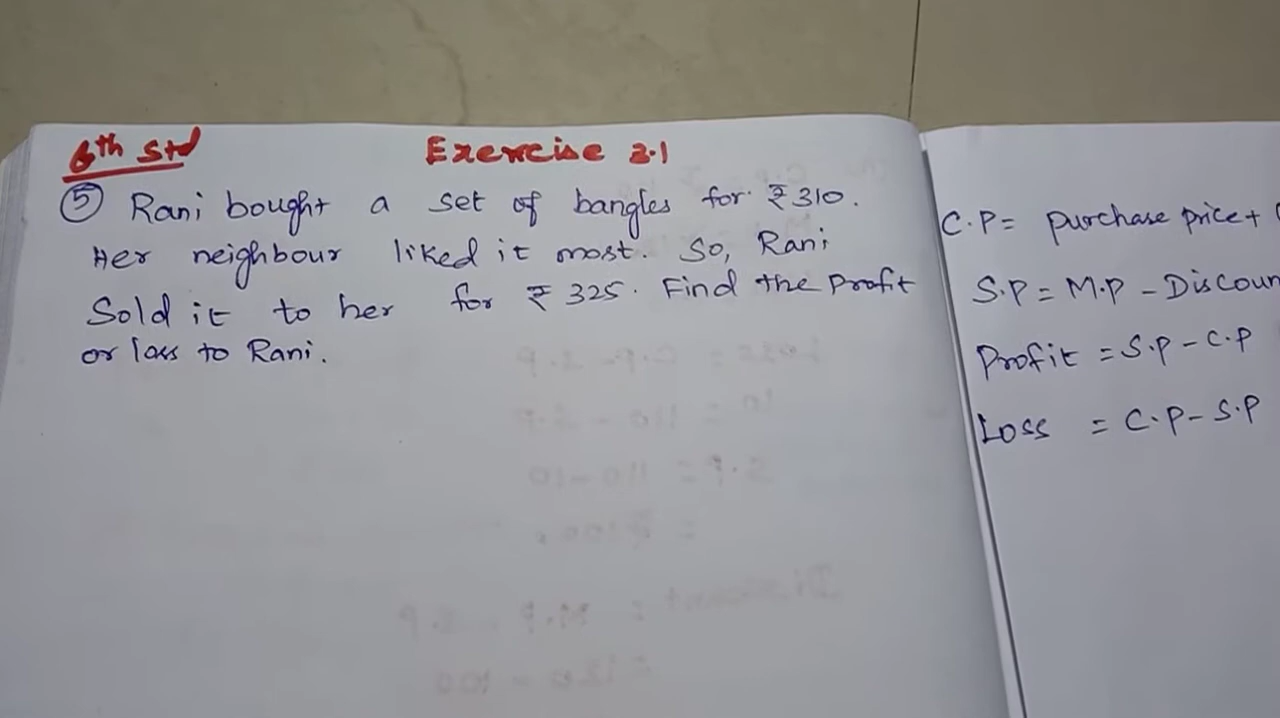 6th Std
Exercise 2.1
5 Rani bought a set of bangles for ₹310.
Her neighbour liked it most. So, Rani
Sold it to her for ₹ 325. Find the Profit
or loss to Rani.
C.P= purchase price+
S.P = M.P - Discoun
Profit = S.P - C.P
Loss = C.P - S.P